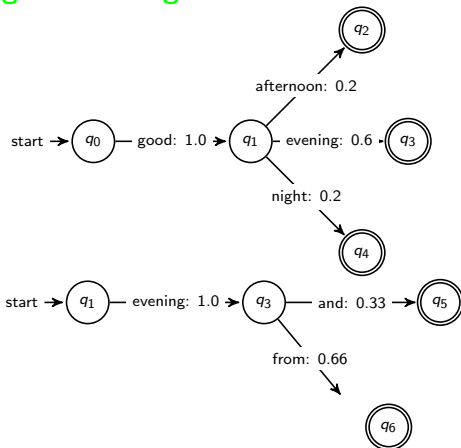 q2
afternoon: 0.2
start q0 good: 1.0 q1 evening: 0.6 q3
night: 0.2
q4
start q1 evening: 1.0 q3 and: 0.33 q5
from: 0.66
q6